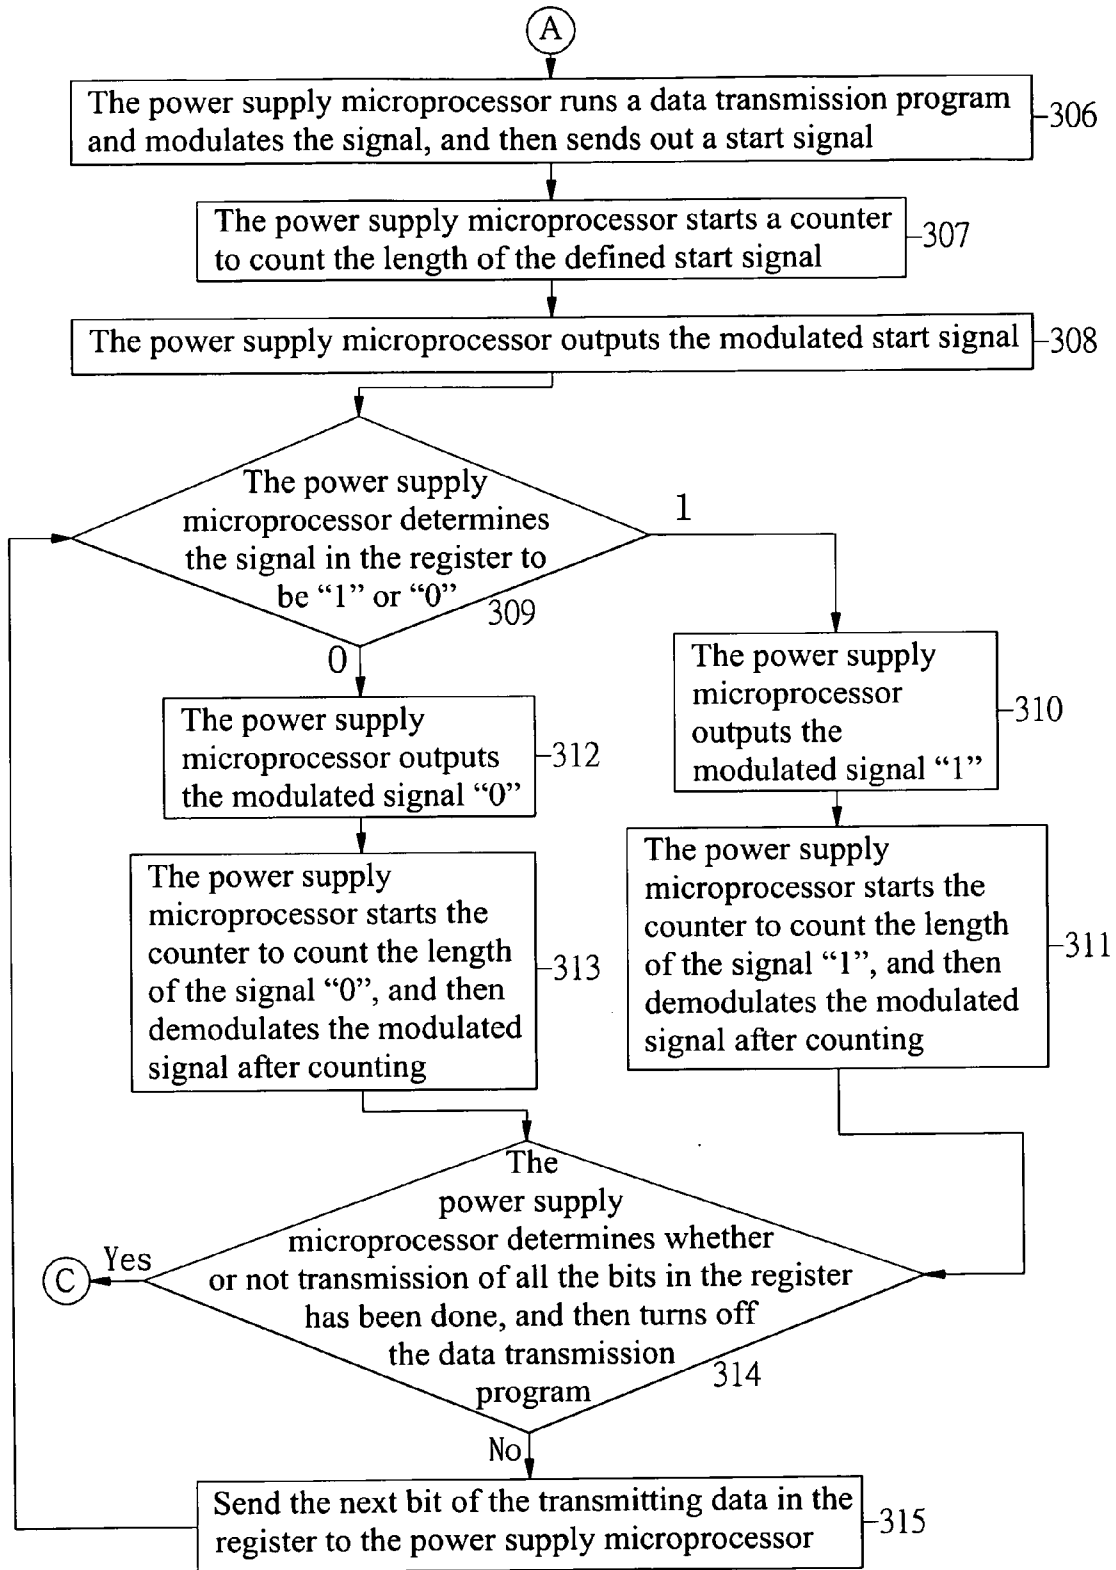 A
The power supply microprocessor runs a data transmission program
and modulates the signal, and then sends out a start signal
306
The power supply microprocessor starts a counter
to count the length of the defined start signal
307
The power supply microprocessor outputs the modulated start signal
308
The power supply
microprocessor determines
the signal in the register to
be “1” or “0”
309
1
0
The power supply
microprocessor
outputs the
modulated signal “1”
310
The power supply
microprocessor outputs
the modulated signal “0”
312
The power supply
microprocessor starts the
counter to count the length
of the signal “1”, and then
demodulates the modulated
signal after counting
311
The power supply
microprocessor starts the
counter to count the length
of the signal “0”, and then
demodulates the modulated
signal after counting
313
The
power supply
microprocessor determines whether
or not transmission of all the bits in the register
has been done, and then turns off
the data transmission
program
314
Yes
C
No
Send the next bit of the transmitting data in the
register to the power supply microprocessor
315